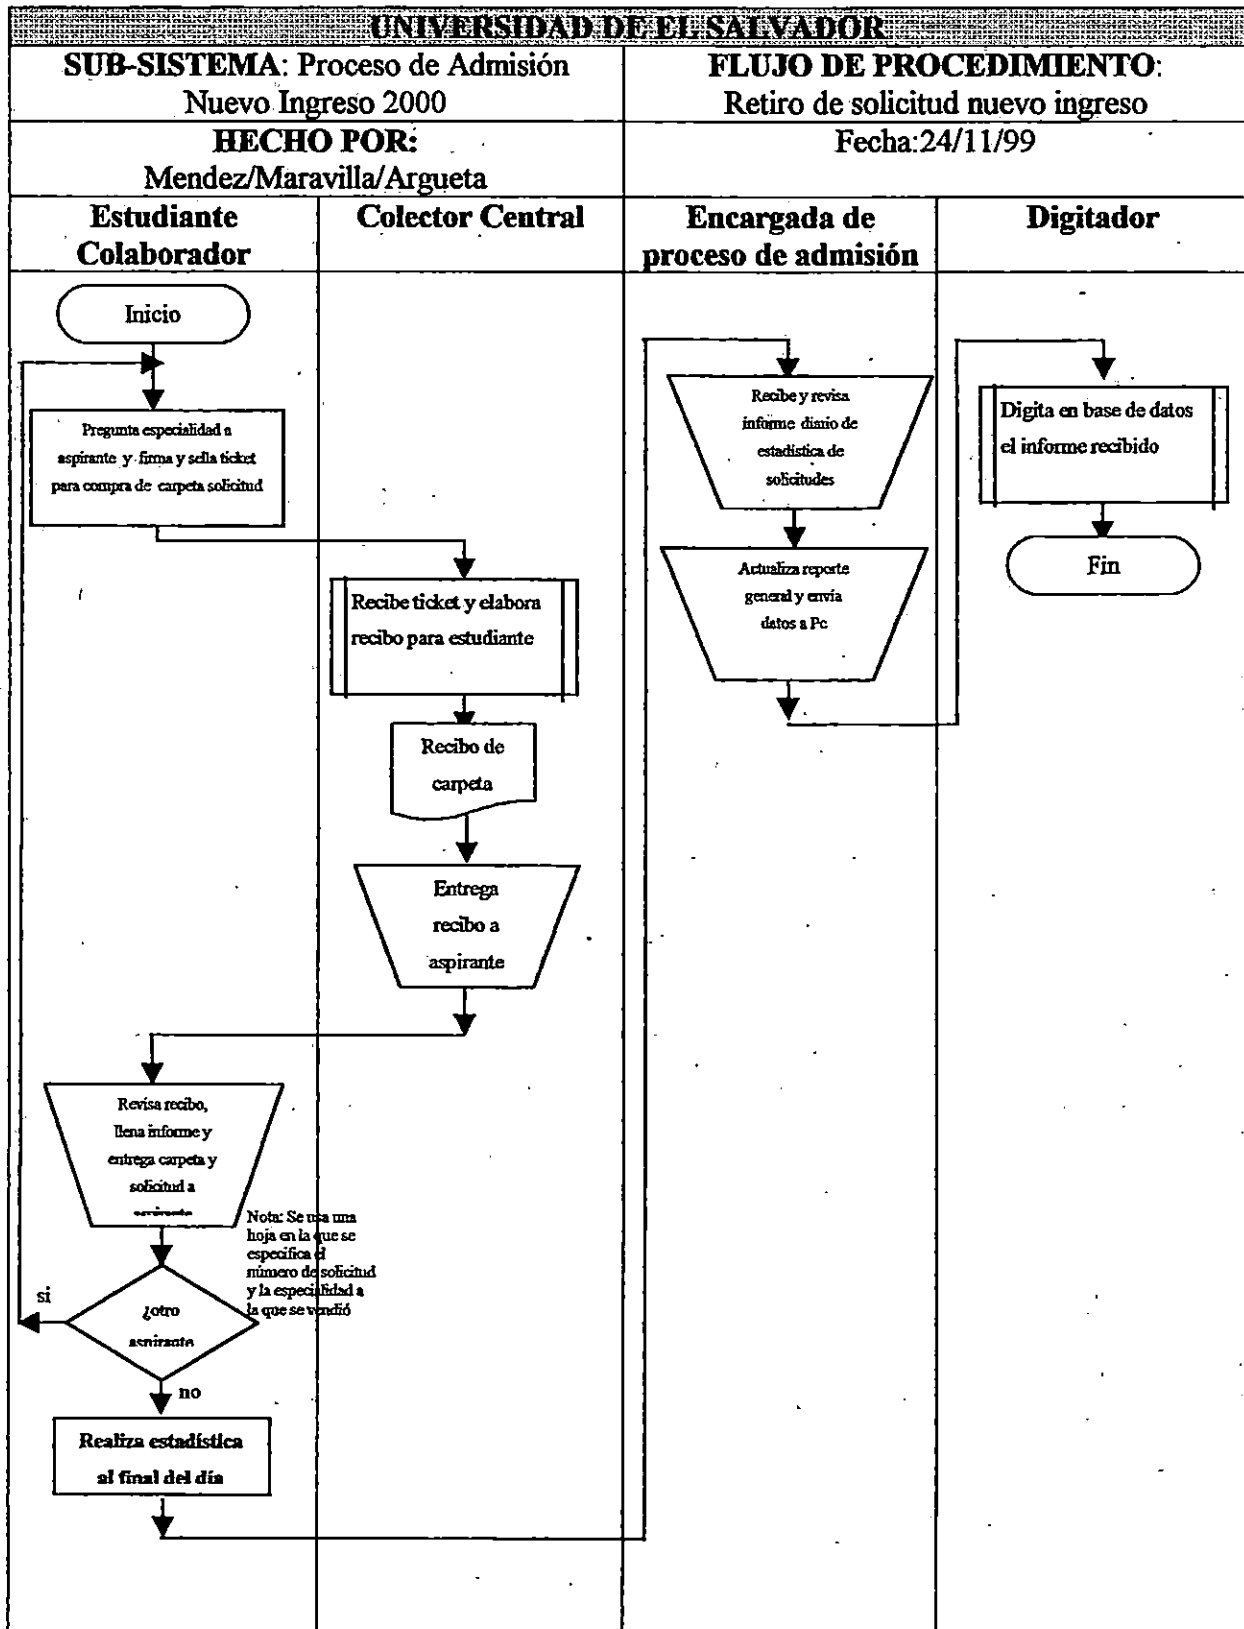 UNIVERSIDAD DE EL SALVADOR
SUB-SISTEMA: Proceso de Admisión
Nuevo Ingreso 2000
FLUJO DE PROCEDIMIENTO:
Retiro de solicitud nuevo ingreso
HECHO POR:
Mendez/Maravilla/Argueta
Fecha:24/11/99
Estudiante
Colaborador
Colector Central
Encargada de
proceso de admisión
Digitador
Inicio
Pregunta especialidad a
aspirante y firma y sella ticket
para compra de carpeta solicitud
Recibe ticket y elabora
recibo para estudiante
Recibo de
carpeta
Entrega
recibo a
aspirante
Revisa recibo,
llena informe y
entrega carpeta y
solicitud a
aspirante
Nota: Se usa una
hoja en la que se
especifica el
número de solicitud
y la especialidad a
la que se vendió
si
¿otro
aspirante
no
Realiza estadística
al final del día
Recibe y revisa
informe diario de
estadística de
solicitudes
Actualiza reporte
general y envía
datos a Pc
Digita en base de datos
el informe recibido
Fin